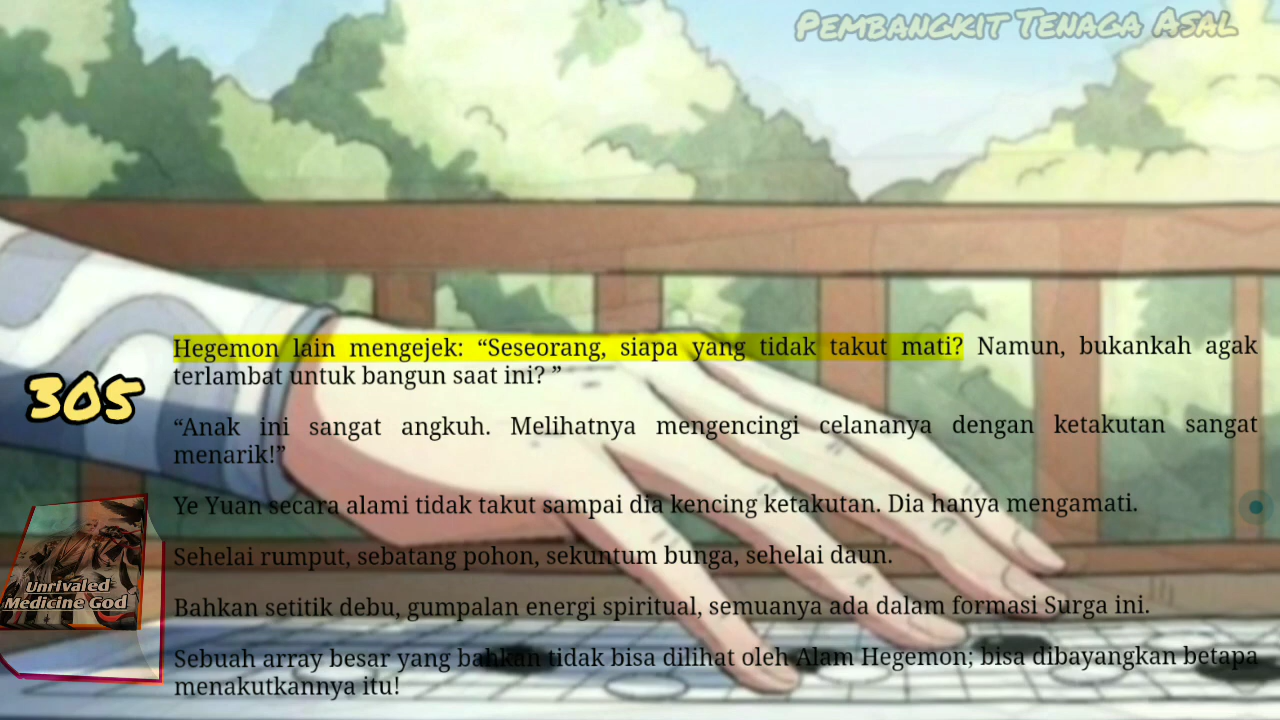 Pembangkit Tenaga Asal
Hegemon lain mengejek: “Seseorang, siapa yang tidak takut mati? Namun, bukankah agak
terlambat untuk bangun saat ini? ”
305
“Anak ini sangat angkuh. Melihatnya mengencingi celananya dengan ketakutan sangat
menarik!”
Ye Yuan secara alami tidak takut sampai dia kencing ketakutan. Dia hanya mengamati.
Sehelai rumput, sebatang pohon, sekuntum bunga, sehelai daun.
Unrivaled
Medicine God
Bahkan setitik debu, gumpalan energi spiritual, semuanya ada dalam formasi Surga ini.
Sebuah array besar yang bahkan tidak bisa dilihat oleh Alam Hegemon; bisa dibayangkan betapa
menakutkannya itu!